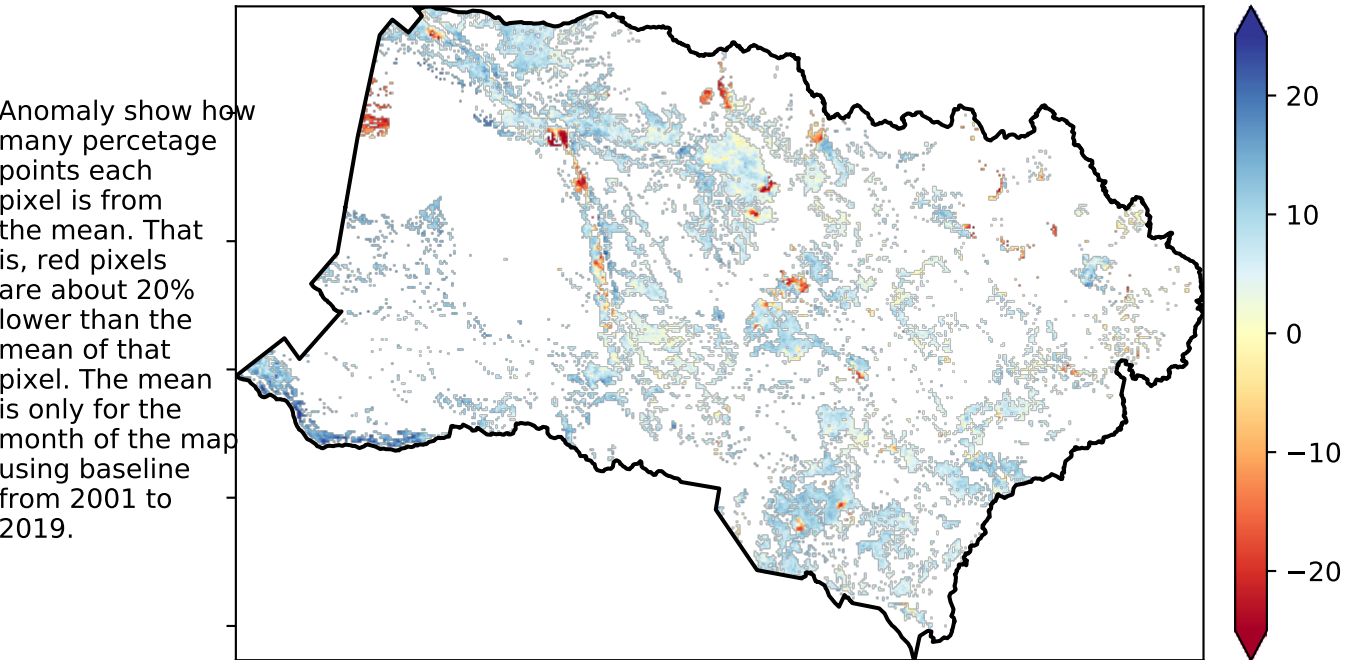 Anomaly show how
many percetage
points each
pixel is from
the mean. That
is, red pixels
are about 20%
lower than the
mean of that
pixel. The mean
is only for the
month of the map
using baseline
from 2001 to
2019.
20
10
0
−10
−20